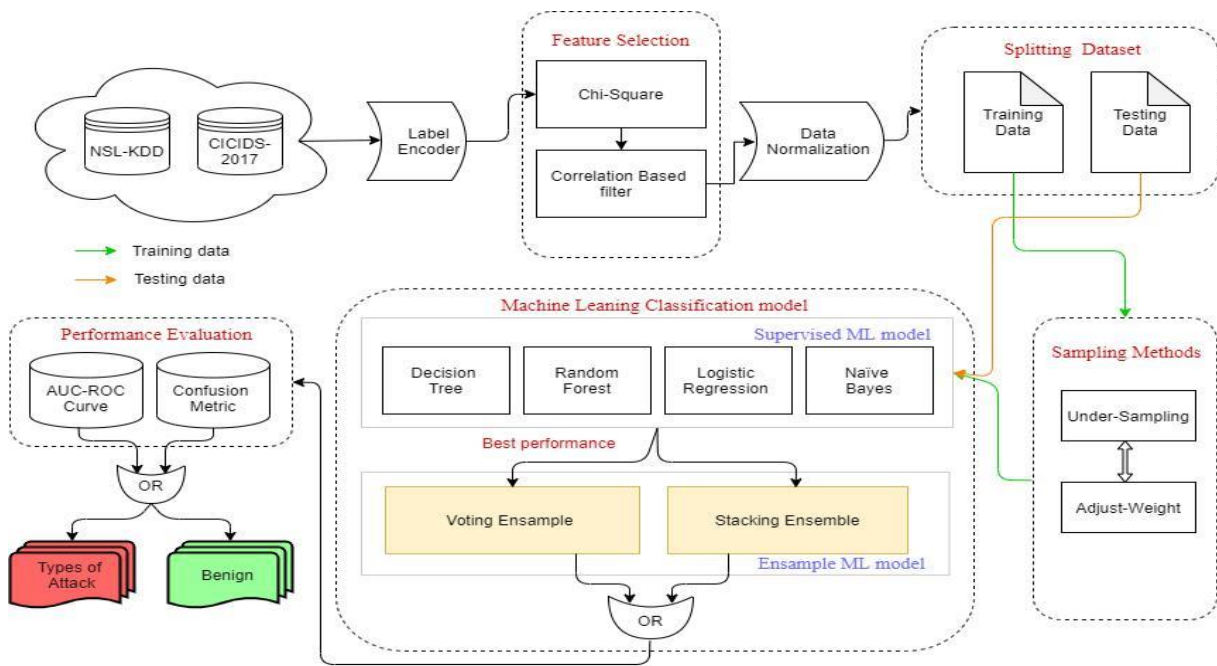 Feature Selection
Splitting Dataset
NSL-KDD
CICIDS-
2017
Label
Encoder
Chi-Square
Correlation Based
filter
Data
Normalization
Training
Data
Testing
Data
Training data
Testing data
Machine Leaning Classification model
Supervised ML model
Decision
Tree
Random
Forest
Logistic
Regression
Naïve
Bayes
Best performance
Voting Ensample
Stacking Ensemble
Ensample ML model
OR
Sampling Methods
Under-Sampling
Adjust-Weight
Performance Evaluation
AUC-ROC
Curve
Confusion
Metric
OR
Types of
Attack
Benign